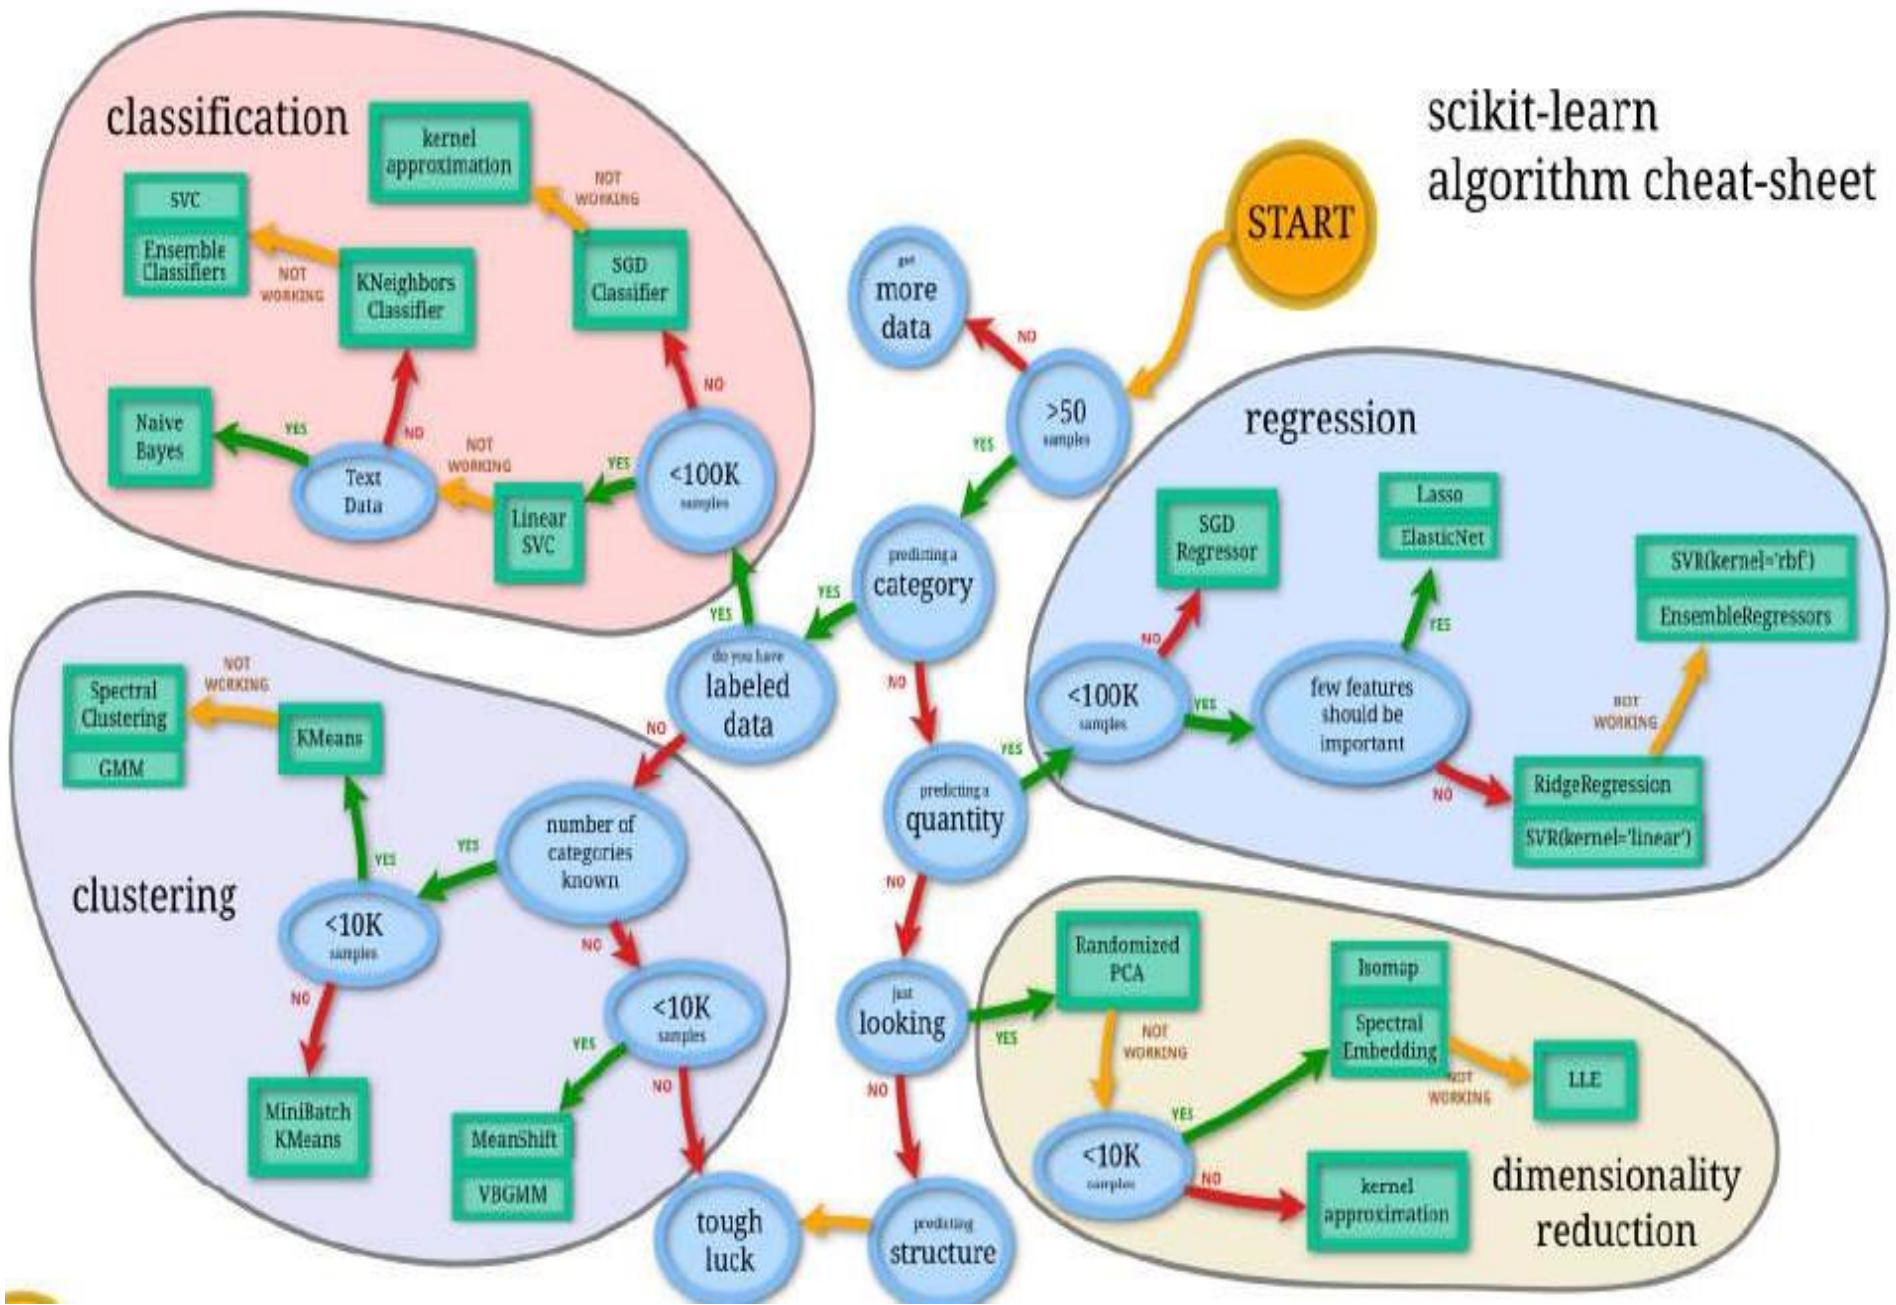 scikit-learn
algorithm cheat-sheet
START
classification
kernel
approximation
NOT
WORKING
SVC
Ensemble
Classifiers
NOT
WORKING
KNeighbors
Classifier
SGD
Classifier
NO
Naive
Bayes
YES
NO
Text
Data
NOT
WORKING
Linear
SVC
YES
<100K
samples
get
more
data
NO
>50
samples
YES
predicting a
category
YES
NO
YES
do you have
labeled
data
NO
regression
SGD
Regressor
Lasso
ElasticNet
SVR(kernel='rbf')
EnsembleRegressors
NO
YES
<100K
samples
YES
few features
should be
important
NOT
WORKING
NO
RidgeRegression
SVR(kernel='linear')
YES
predicting a
quantity
NO
clustering
Spectral
Clustering
GMM
NOT
WORKING
KMeans
YES
YES
number of
categories
known
<10K
samples
NO
NO
<10K
samples
YES
NO
MiniBatch
KMeans
MeanShift
VBGMM
tough
luck
just
looking
YES
NO
predicting
structure
Randomized
PCA
NOT
WORKING
Isomap
Spectral
Embedding
NOT
WORKING
LLE
YES
<10K
samples
NO
kernel
approximation
dimensionality
reduction